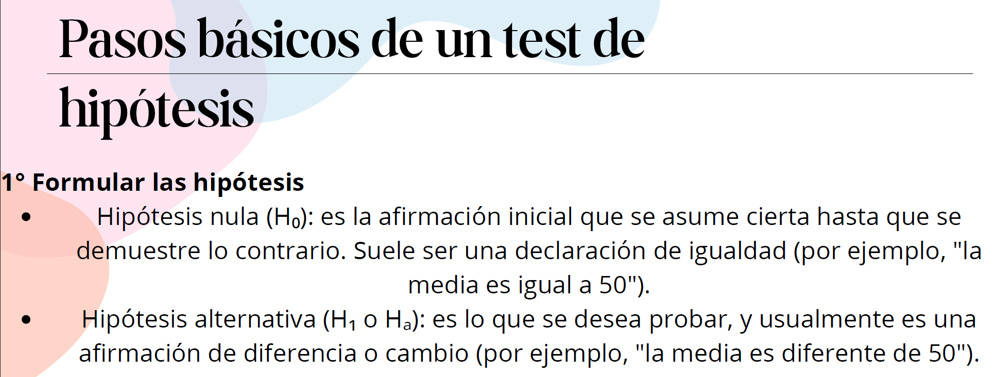 Pasos básicos de un test de
hipótesis
1° Formular las hipótesis
• Hipótesis nula (H₀): es la afirmación inicial que se asume cierta hasta que se
demuestre lo contrario. Suele ser una declaración de igualdad (por ejemplo, "la
media es igual a 50").
• Hipótesis alternativa (H₁ o Hₐ): es lo que se desea probar, y usualmente es una
afirmación de diferencia o cambio (por ejemplo, "la media es diferente de 50").